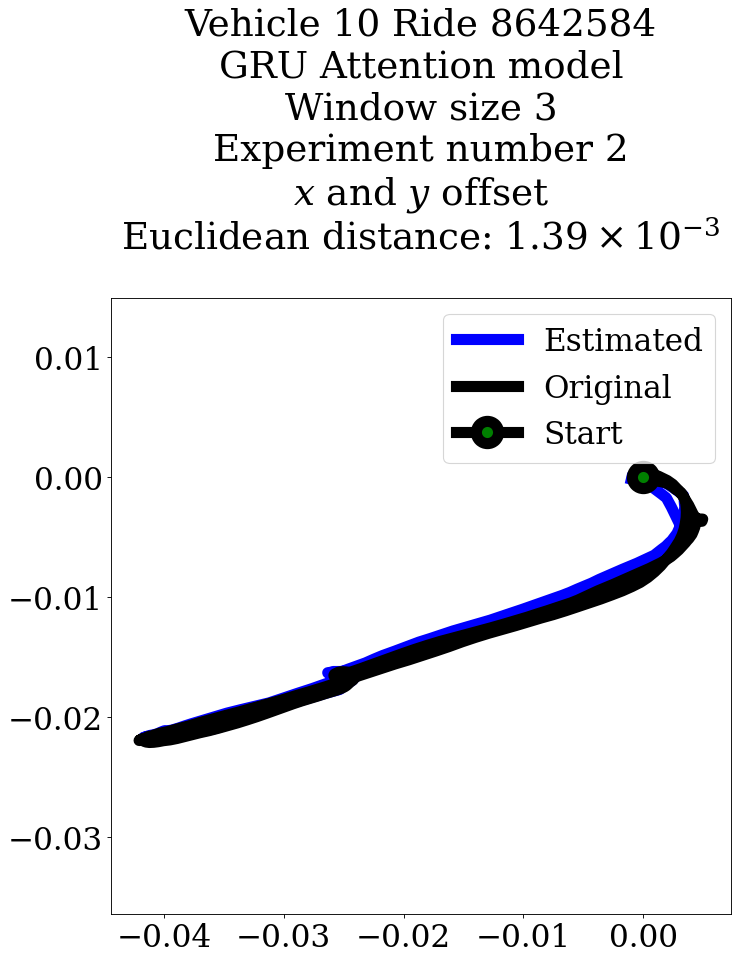 Vehicle 10 Ride 8642584
GRU Attention model
Window size 3
Experiment number 2
x and y offset
Euclidean distance: 1.39 × 10⁻³
Estimated
Original
Start
0.01
0.00
−0.01
−0.02
−0.03
−0.04 −0.03 −0.02 −0.01 0.00